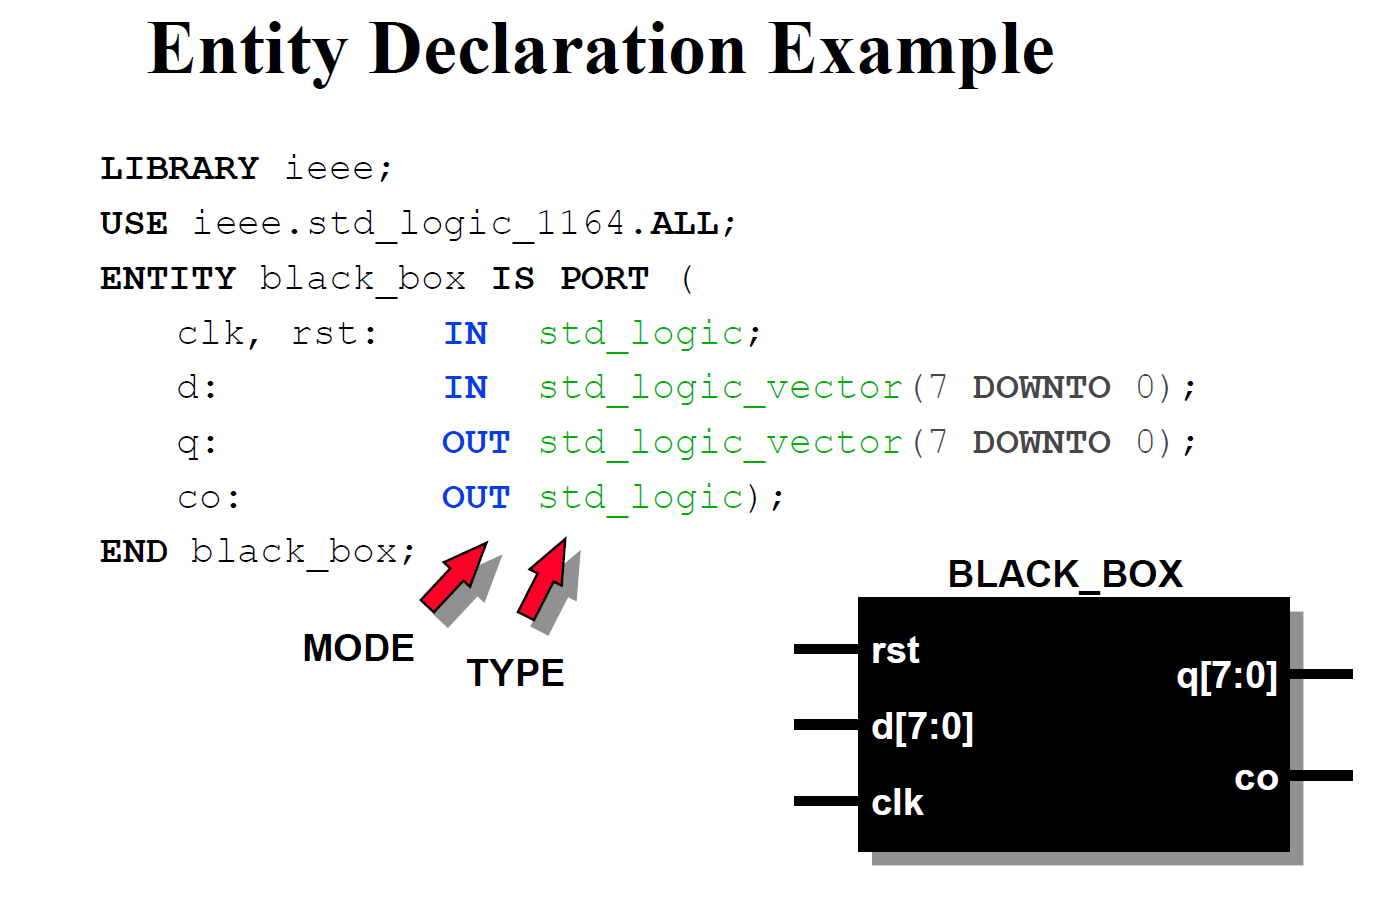 Entity Declaration Example
LIBRARY ieee;
USE ieee.std_logic_1164.ALL;
ENTITY black_box IS PORT (
clk, rst: IN std_logic;
d: IN std_logic_vector(7 DOWNTO 0);
q: OUT std_logic_vector(7 DOWNTO 0);
co: OUT std_logic);
END black_box;
MODE
TYPE
BLACK_BOX
rst
d[7:0]
clk
q[7:0]
co